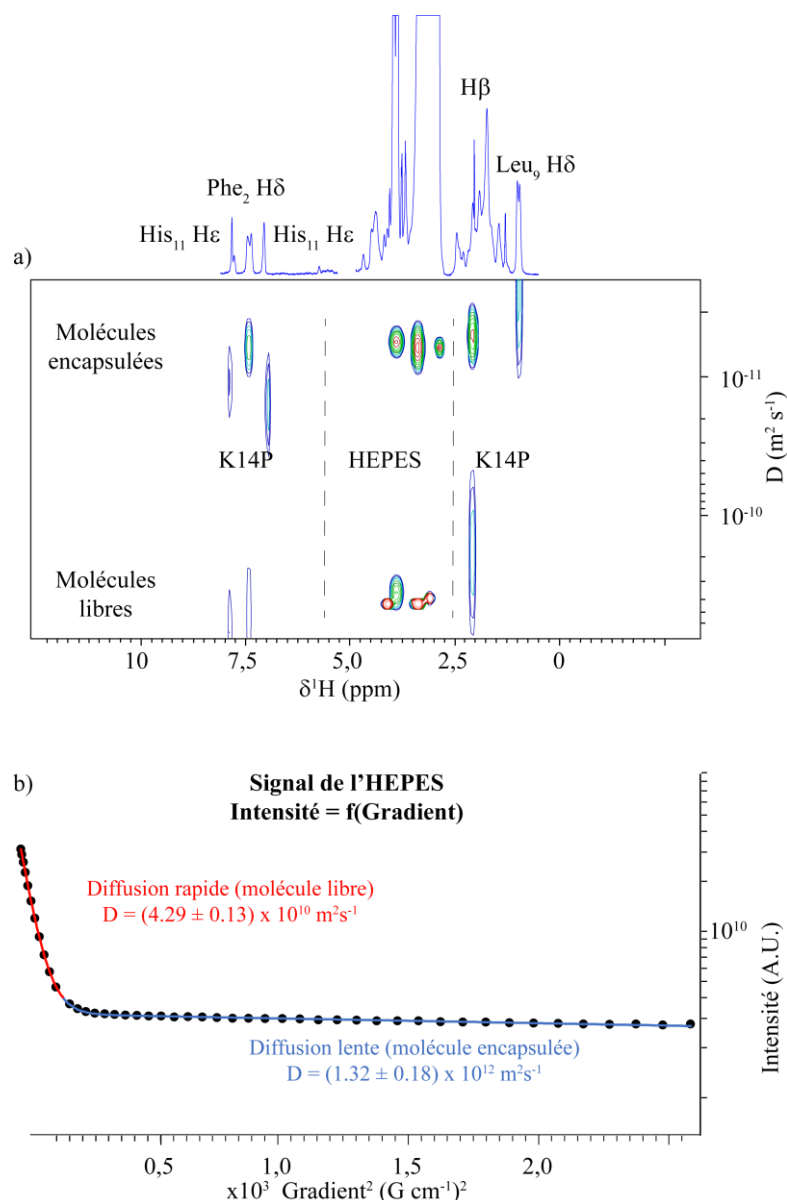 Hβ
Leu₉ Hδ
Phe₂ Hδ
His₁₁ Hε
His₁₁ Hε
a)
Molécules
encapsulées
10⁻¹¹
K14P
HEPES
K14P
D (m² s⁻¹)
10⁻¹⁰
Molécules
libres
10
7,5
5,0
2,5
0
δ¹H (ppm)
b)
Signal de l’HEPES
Intensité = f(Gradient)
Diffusion rapide (molécule libre)
D = (4.29 ± 0.13) x 10¹⁰ m²s⁻¹
10¹⁰
Intensité (A.U.)
Diffusion lente (molécule encapsulée)
D = (1.32 ± 0.18) x 10¹² m²s⁻¹
0,5
1,0
1,5
2,0
x10³ Gradient² (G cm⁻¹)²